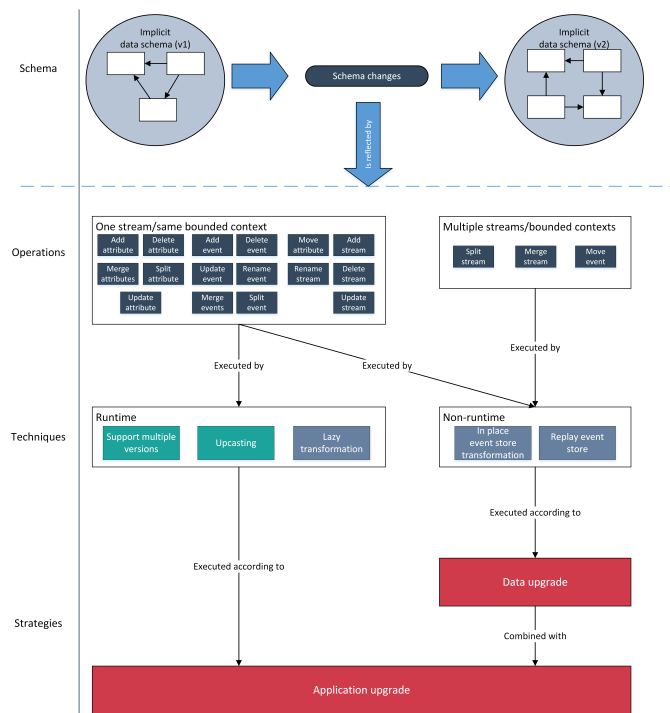 Implicit
data schema (v1)
Schema
Schema changes
Implicit
data schema (v2)
Is reflected by
Operations
One stream/same bounded context
Add
attribute
Delete
attribute
Add
event
Delete
event
Move
attribute
Add
stream
Merge
attributes
Split
attribute
Update
event
Rename
event
Rename
stream
Delete
stream
Update
attribute
Merge
events
Split
event
Update
stream
Multiple streams/bounded contexts
Split
stream
Merge
stream
Move
event
Executed by
Executed by
Executed by
Techniques
Runtime
Support multiple
versions
Upcasting
Lazy
transformation
Non-runtime
In place
event store
transformation
Replay event
store
Executed according to
Executed according to
Strategies
Data upgrade
Combined with
Application upgrade